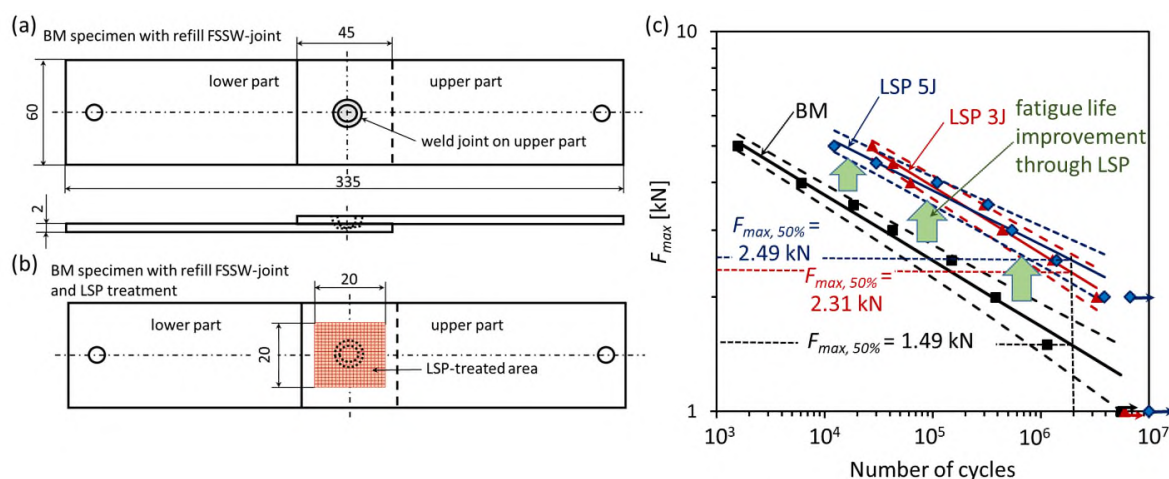 (a)
BM specimen with refill FSSW-joint
45
lower part
upper part
60
weld joint on upper part
335
2
(b)
BM specimen with refill FSSW-joint
and LSP treatment
20
lower part
upper part
20
LSP-treated area
(c)
10
LSP 5J
BM
LSP 3J
fatigue life
improvement
through LSP
Fmax [kN]
Fmax, 50% =
2.49 kN
Fmax, 50% =
2.31 kN
Fmax, 50% = 1.49 kN
1
10³
10⁴
10⁵
10⁶
10⁷
Number of cycles